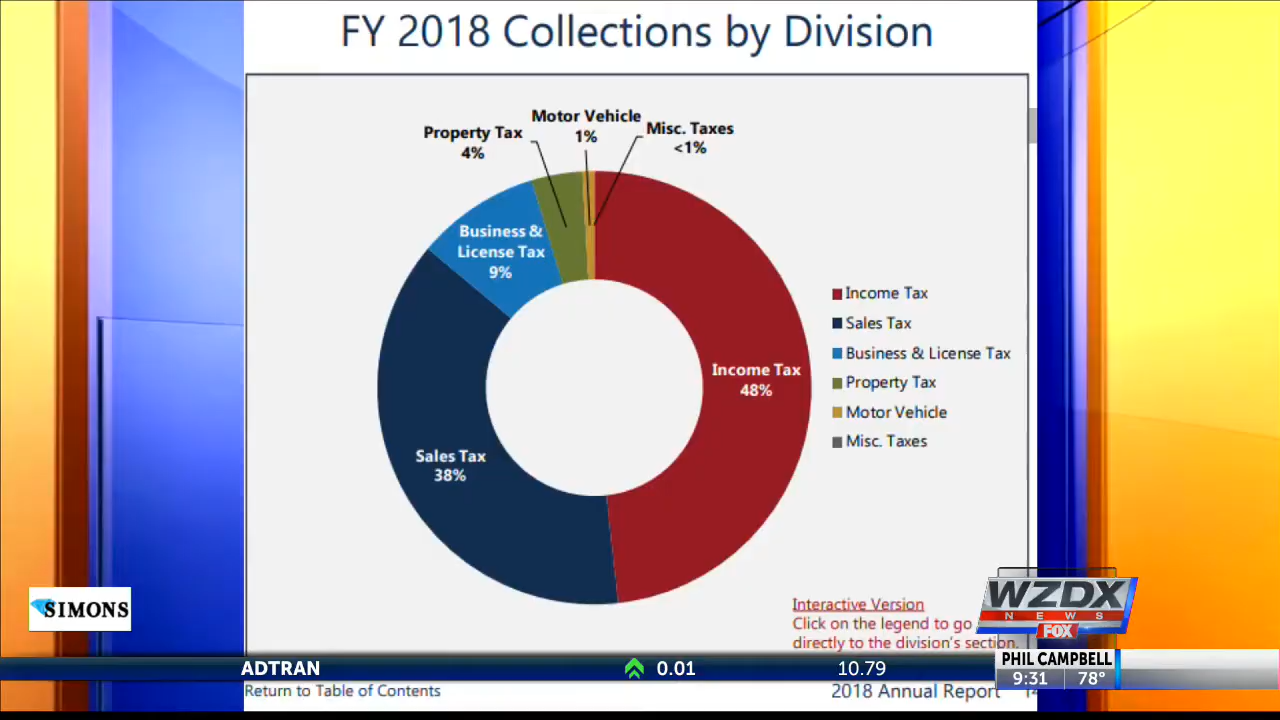 FY 2018 Collections by Division
Motor Vehicle
1%
Property Tax
4%
Misc. Taxes
<1%
Business &
License Tax
9%
Income Tax
48%
Sales Tax
38%
Income Tax
Sales Tax
Business & License Tax
Property Tax
Motor Vehicle
Misc. Taxes
Interactive Version
Click on the legend to go
directly to the division's section.
SIMONS
WZDX
NEWS
FOX
ADTRAN 0.01 10.79
PHIL CAMPBELL
9:31 78°
Return to Table of Contents
2018 Annual Report